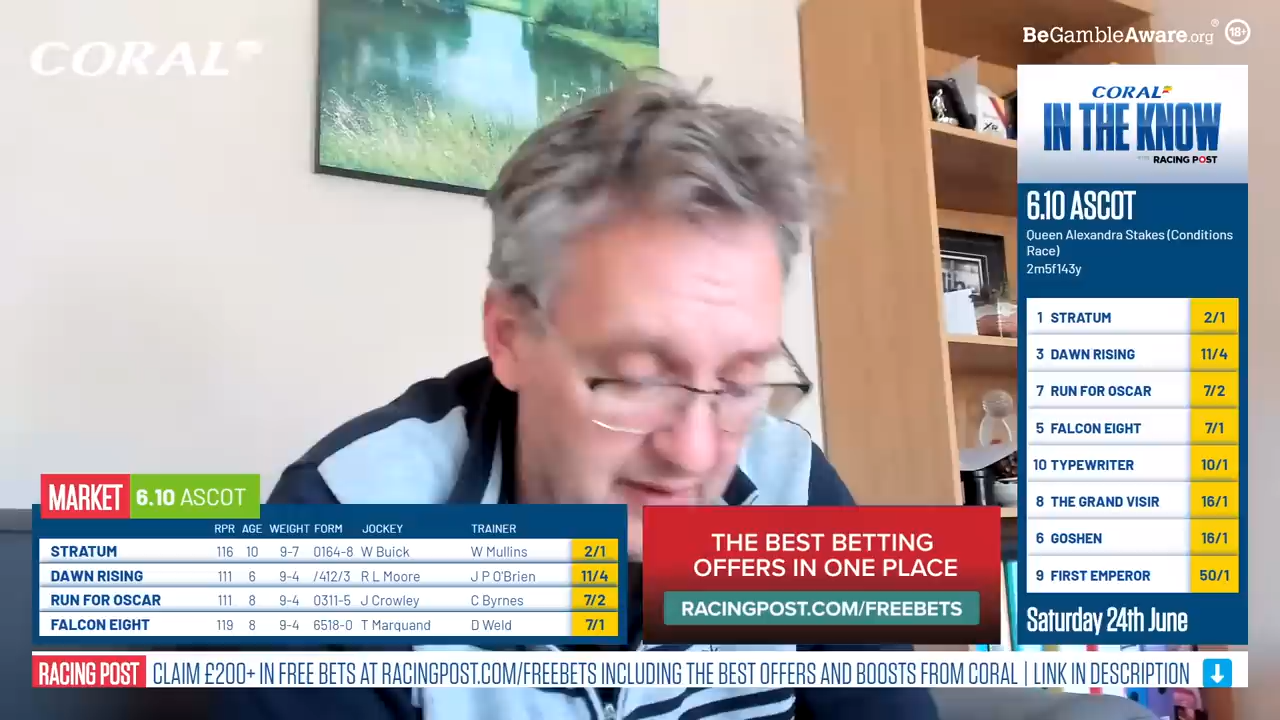 CORAL
BeGambleAware.org® 18+
CORAL
IN THE KNOW
WITH RACING POST
6.10 ASCOT
Queen Alexandra Stakes (Conditions
Race)
2m5f143y
1 STRATUM 2/1
3 DAWN RISING 11/4
7 RUN FOR OSCAR 7/2
5 FALCON EIGHT 7/1
10 TYPEWRITER 10/1
8 THE GRAND VISIR 16/1
6 GOSHEN 16/1
9 FIRST EMPEROR 50/1
Saturday 24th June
MARKET 6.10 ASCOT
RPR AGE WEIGHT FORM JOCKEY TRAINER
STRATUM 116 10 9-7 0164-8 W Buick W Mullins 2/1
DAWN RISING 111 6 9-4 /412/3 R L Moore J P O'Brien 11/4
RUN FOR OSCAR 111 8 9-4 0311-5 J Crowley C Byrnes 7/2
FALCON EIGHT 119 8 9-4 6518-0 T Marquand D Weld 7/1
THE BEST BETTING
OFFERS IN ONE PLACE
RACINGPOST.COM/FREEBETS
RACING POST CLAIM £200+ IN FREE BETS AT RACINGPOST.COM/FREEBETS INCLUDING THE BEST OFFERS AND BOOSTS FROM CORAL | LINK IN DESCRIPTION